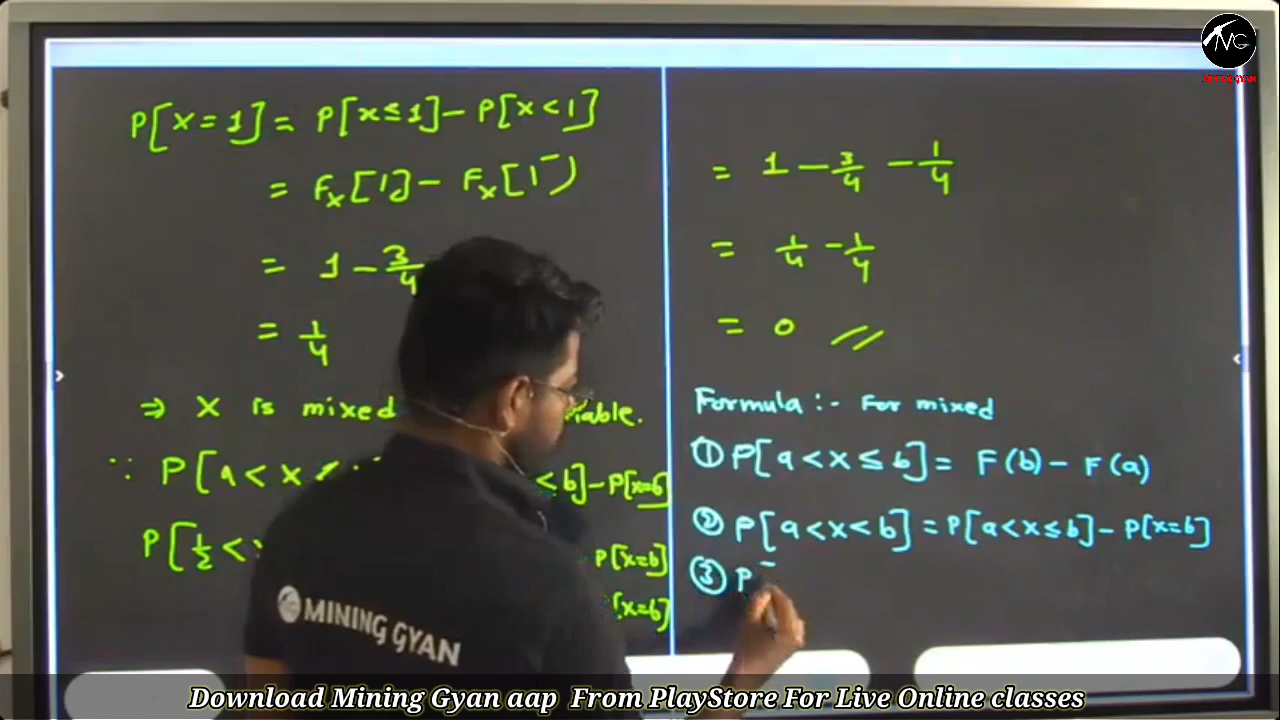 P[X=1] = P[x≤1] - P[x<1]
= Fx[1] - Fx[1⁻)
= 1 - 3/4
= 1/4
⇒ X is mixed
∵ P[a<x
<b] - P[x=b]
P[1/2<
P[x=b]
[x=b]
= 1 - 3/4 - 1/4
= 1/4 - 1/4
= 0 //
Formula :- For mixed
① P[a<x≤b] = F(b) - F(a)
② P[a<x<b] = P[a<x≤b] - P[x=b]
③ P
MINING GYAN
Download Mining Gyan aap From PlayStore For Live Online classes